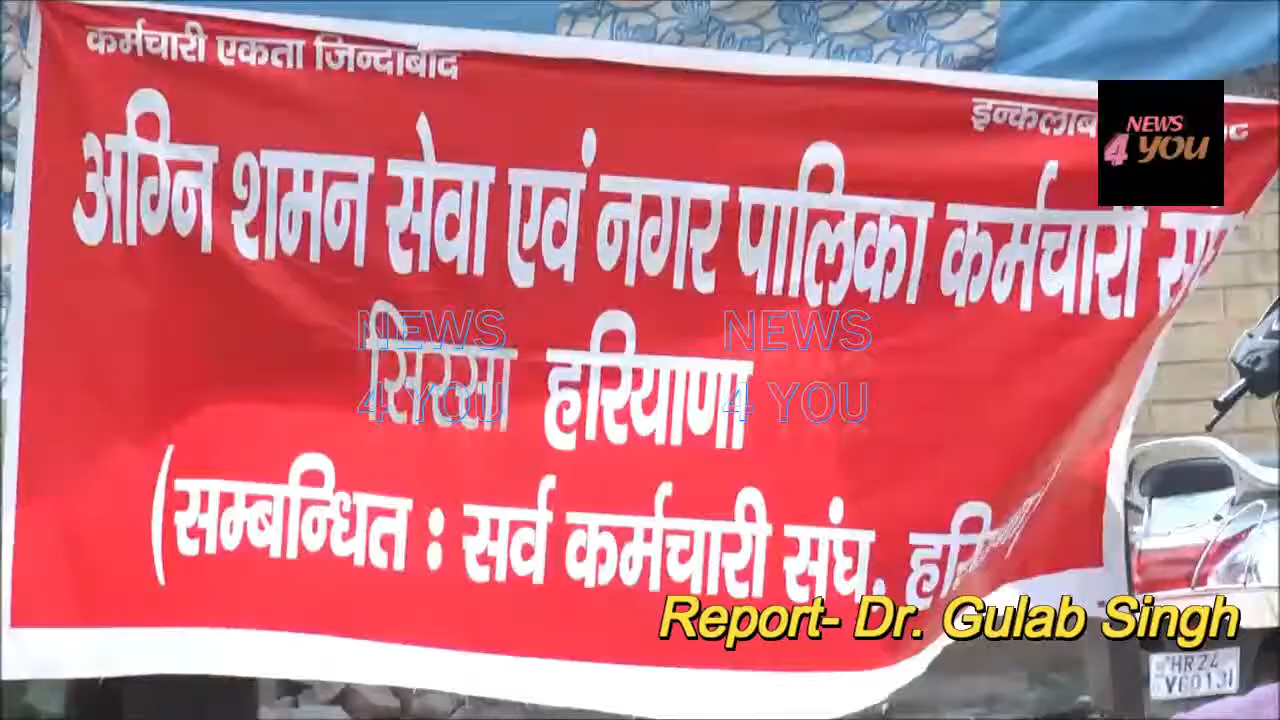 कर्मचारी एकता जिन्दाबाद
इन्कलाब
NEWS
4 YOU
अग्नि शमन सेवा एवं नगर पालिका कर्मचारी
सिरसा हरियाणा
NEWS
4 YOU
NEWS
4 YOU
(सम्बन्धित : सर्व कर्मचारी संघ.
Report- Dr. Gulab Singh
HR24